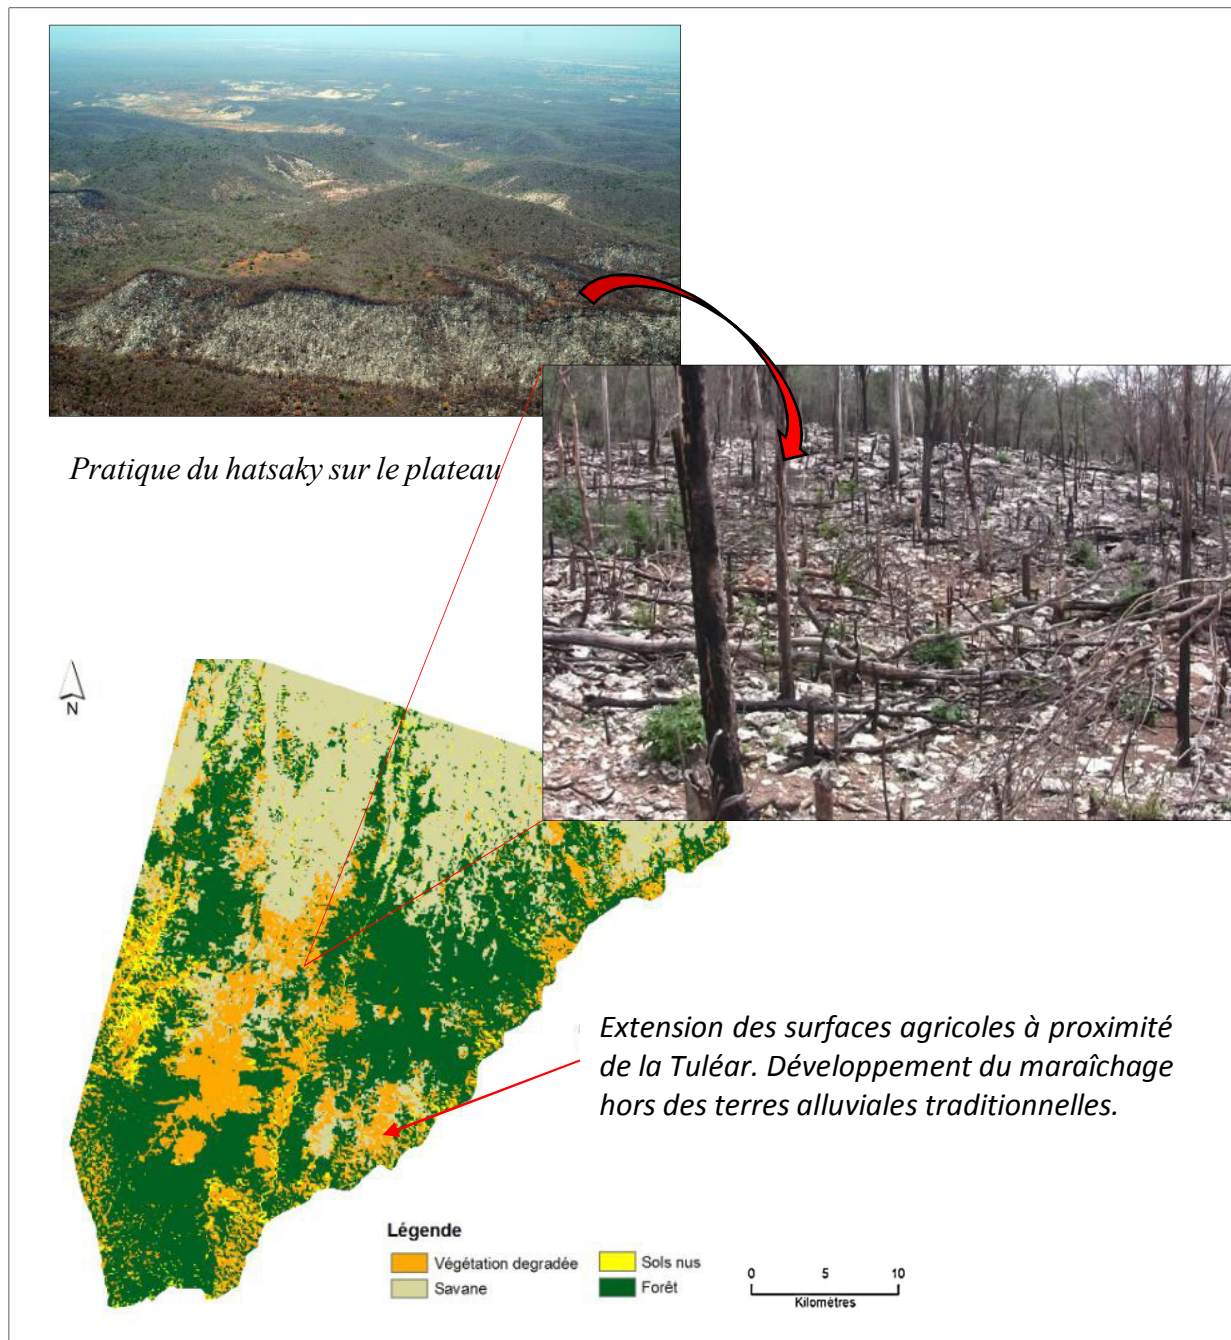 Pratique du hatsaky sur le plateau
N
Extension des surfaces agricoles à proximité
de la Tuléar. Développement du maraîchage
hors des terres alluviales traditionnelles.
Légende
Végétation degradée
Sols nus
Savane
Forêt
0 5 10
Kilomètres